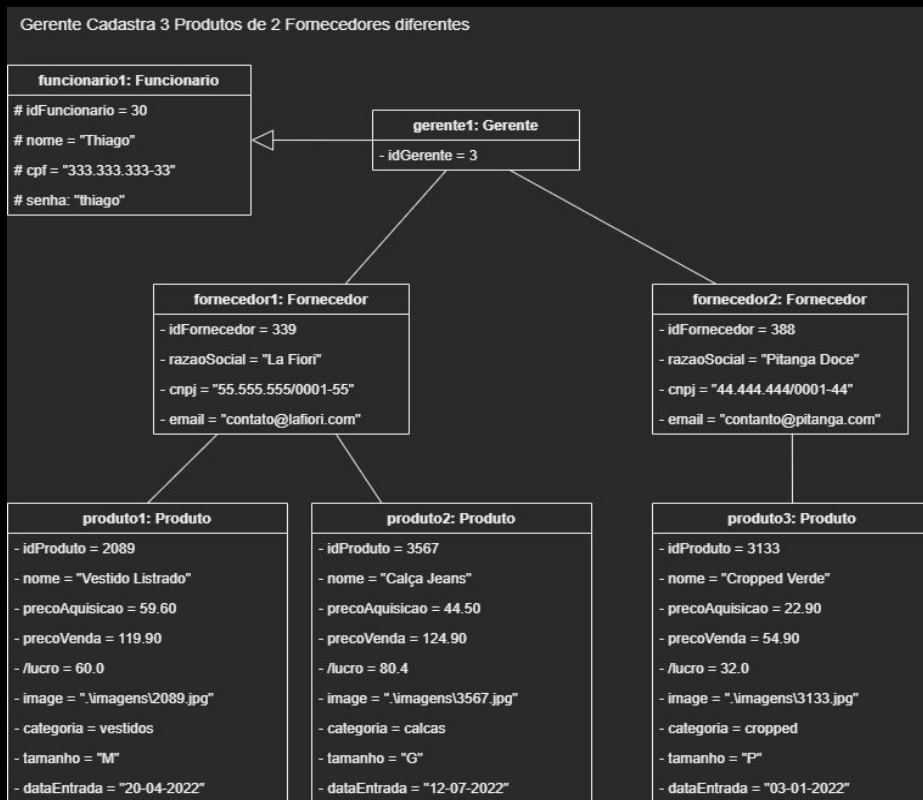 Gerente Cadastra 3 Produtos de 2 Fornecedores diferentes
funcionario1: Funcionario
# idFuncionario = 30
# nome = "Thiago"
# cpf = "333.333.333-33"
# senha: "thiago"
gerente1: Gerente
- idGerente = 3
fornecedor1: Fornecedor
- idFornecedor = 339
- razaoSocial = "La Fiori"
- cnpj = "55.555.555/0001-55"
- email = "contato@lafiori.com"
fornecedor2: Fornecedor
- idFornecedor = 388
- razaoSocial = "Pitanga Doce"
- cnpj = "44.444.444/0001-44"
- email = "contanto@pitanga.com"
produto1: Produto
- idProduto = 2089
- nome = "Vestido Listrado"
- precoAquisicao = 59.60
- precoVenda = 119.90
- /lucro = 60.0
- image = ".\imagens\2089.jpg"
- categoria = vestidos
- tamanho = "M"
- dataEntrada = "20-04-2022"
produto2: Produto
- idProduto = 3567
- nome = "Calça Jeans"
- precoAquisicao = 44.50
- precoVenda = 124.90
- /lucro = 80.4
- image = ".\imagens\3567.jpg"
- categoria = calcas
- tamanho = "G"
- dataEntrada = "12-07-2022"
produto3: Produto
- idProduto = 3133
- nome = "Cropped Verde"
- precoAquisicao = 22.90
- precoVenda = 54.90
- /lucro = 32.0
- image = ".\imagens\3133.jpg"
- categoria = cropped
- tamanho = "P"
- dataEntrada = "03-01-2022"